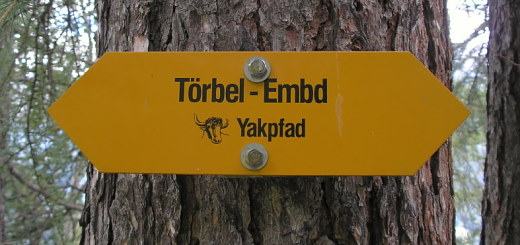 Törbel - Embd
Yakpfad